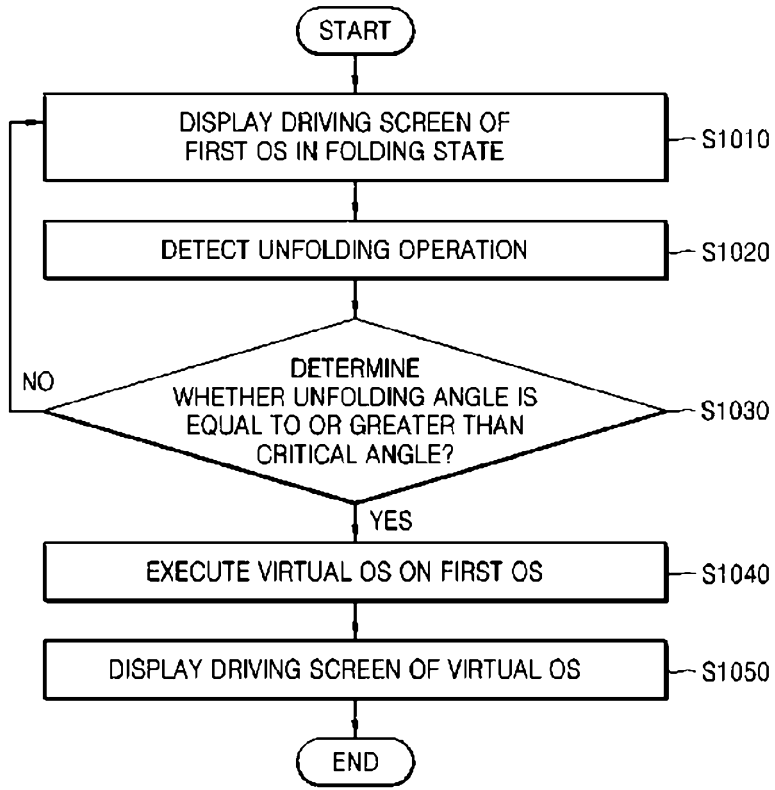 START
DISPLAY DRIVING SCREEN OF
FIRST OS IN FOLDING STATE
S1010
DETECT UNFOLDING OPERATION
S1020
DETERMINE
WHETHER UNFOLDING ANGLE IS
EQUAL TO OR GREATER THAN
CRITICAL ANGLE?
S1030
NO
YES
EXECUTE VIRTUAL OS ON FIRST OS
S1040
DISPLAY DRIVING SCREEN OF VIRTUAL OS
S1050
END